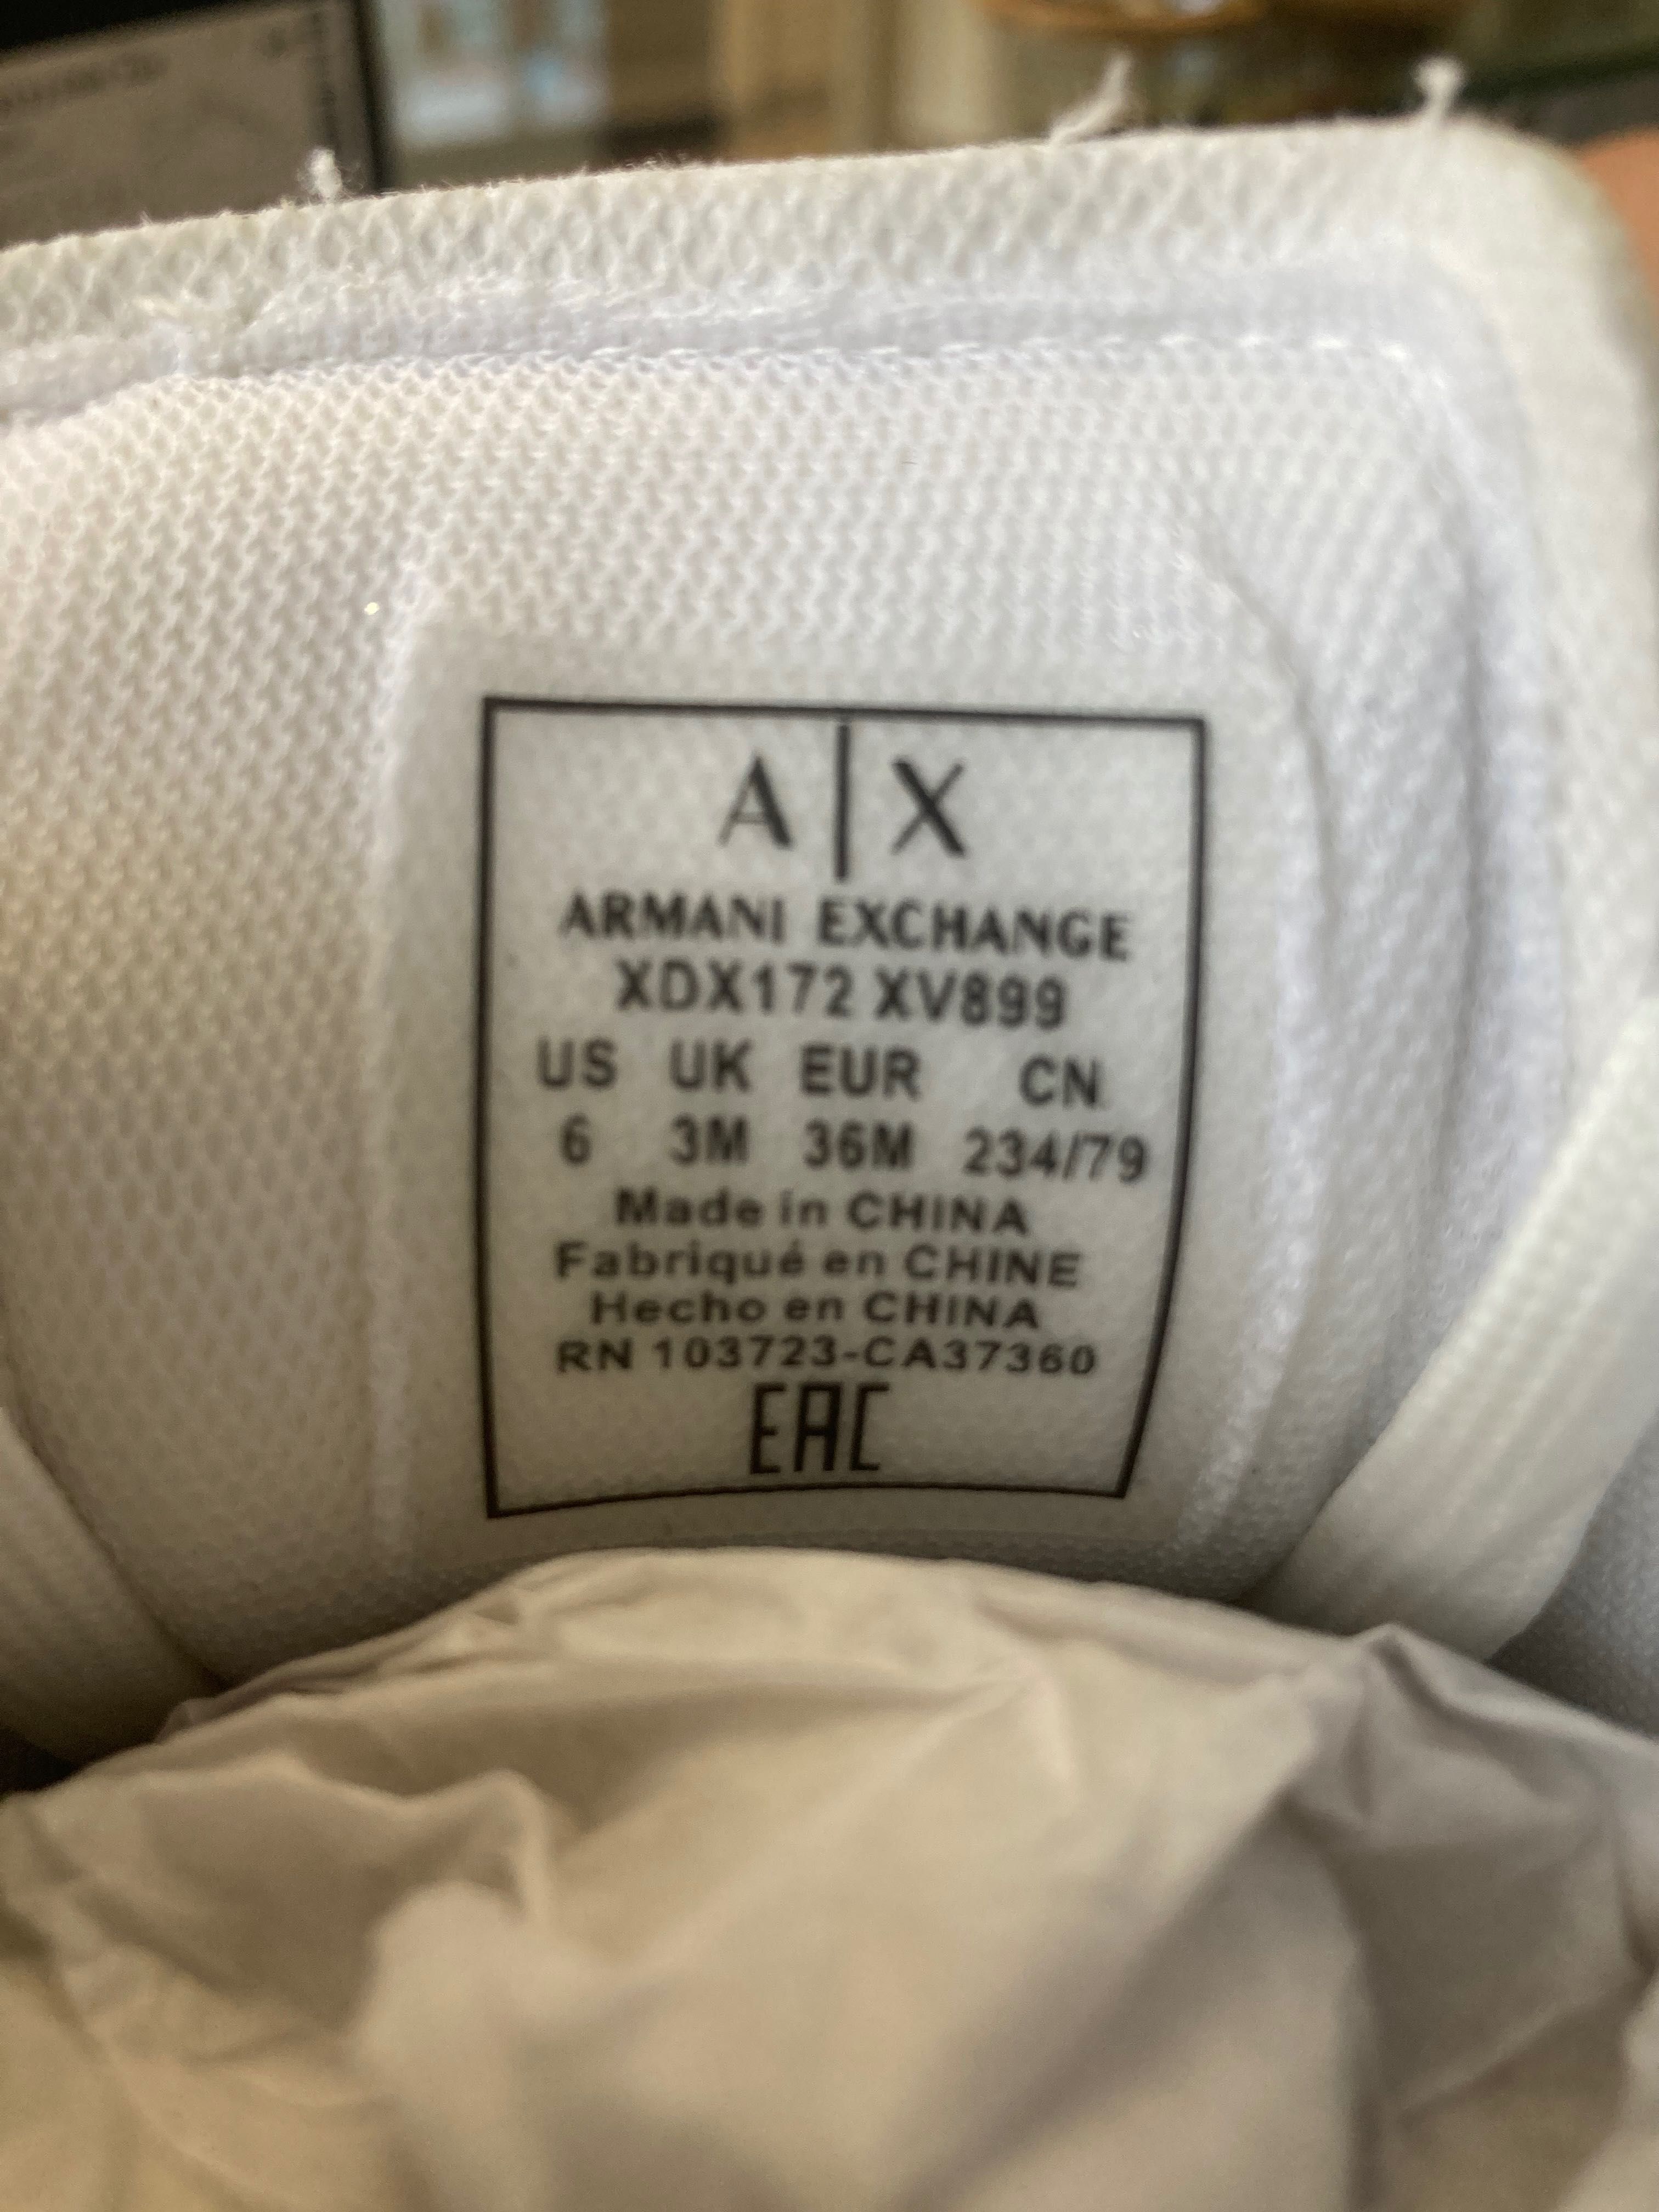 A|X
ARMANI EXCHANGE
XDX172 XV899
US UK EUR CN
6 3M 36M 234/79
Made in CHINA
Fabriqué en CHINE
Hecho en CHINA
RN 103723-CA37360
EAC